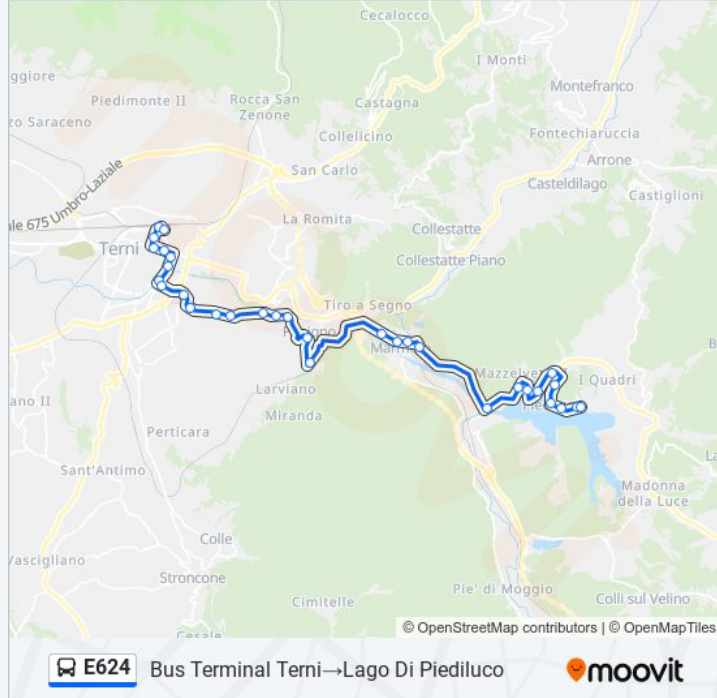 Cecalocco
ggiore
I Monti
Piedimonte II
Rocca San
Zenone
Montefranco
Castagna
zo Saraceno
Collelicino
Fontechiaruccia
Arrone
San Carlo
Casteldilago
ale 675 Umbro-Laziale
Castiglioni
La Romita
Collestatte
Terni
Collestatte Piano
Tiro a Segno
Mazzelve
I Quadri
Larviano
Miranda
ano II
Perticara
Sant'Antimo
Madonna
della Luce
Colle
Vascigliano
Stroncone
Pie' di Moggio
Cimitelle
Colli sul Velino
Cesale
© OpenStreetMap contributors | © OpenMapTiles
E624 Bus Terminal Terni→Lago Di Piediluco
moovit